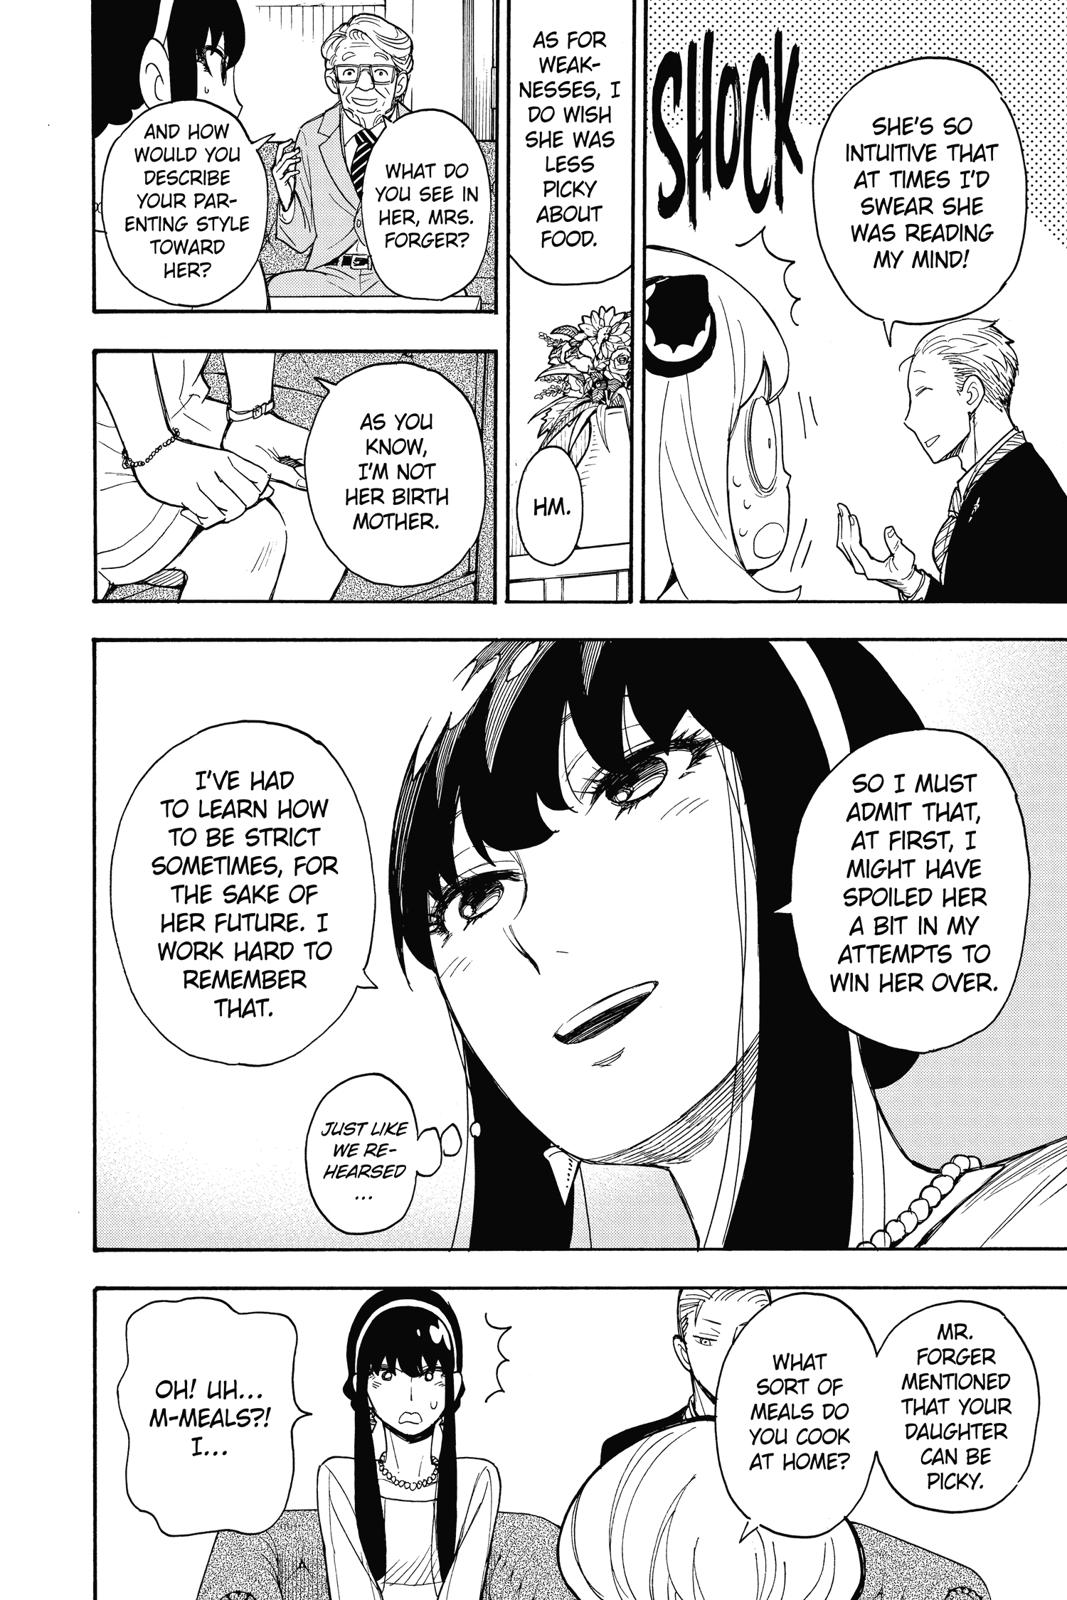 SHE'S SO
INTUITIVE THAT
AT TIMES I'D
SWEAR SHE
WAS READING
MY MIND!
SHOCK
AS FOR
WEAK-
NESSES, I
DO WISH
SHE WAS
LESS
PICKY
ABOUT
FOOD.
HM.
WHAT DO
YOU SEE IN
HER, MRS.
FORGER?
AND HOW
WOULD YOU
DESCRIBE
YOUR PAR-
ENTING STYLE
TOWARD
HER?
AS YOU
KNOW,
I'M NOT
HER BIRTH
MOTHER.
SO I MUST
ADMIT THAT,
AT FIRST, I
MIGHT HAVE
SPOILED HER
A BIT IN MY
ATTEMPTS TO
WIN HER OVER.
I'VE HAD
TO LEARN HOW
TO BE STRICT
SOMETIMES, FOR
THE SAKE OF
HER FUTURE. I
WORK HARD TO
REMEMBER
THAT.
JUST LIKE
WE RE-
HEARSED
...
MR.
FORGER
MENTIONED
THAT YOUR
DAUGHTER
CAN BE
PICKY.
WHAT
SORT OF
MEALS DO
YOU COOK
AT HOME?
OH! UH...
M-MEALS?!
I...